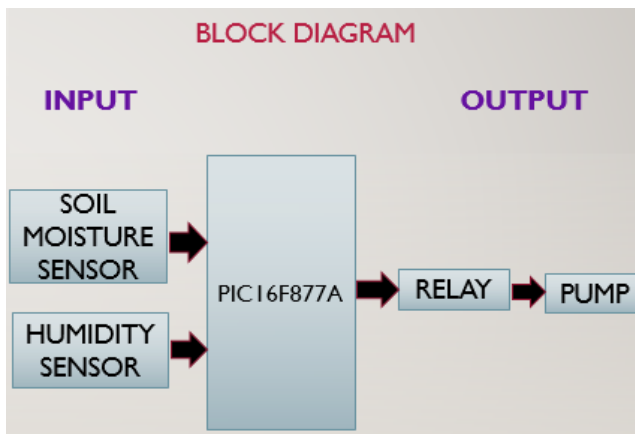 BLOCK DIAGRAM
INPUT
OUTPUT
SOIL
MOISTURE
SENSOR
HUMIDITY
SENSOR
PIC16F877A
RELAY
PUMP